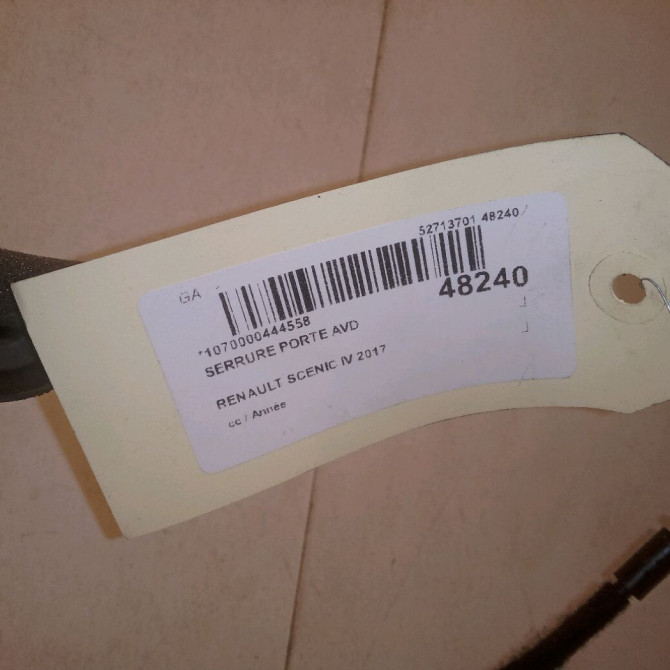 52713701 48240
GA
48240
*1070000444558
SERRURE PORTE AVD
RENAULT SCENIC IV 2017
cc / Année